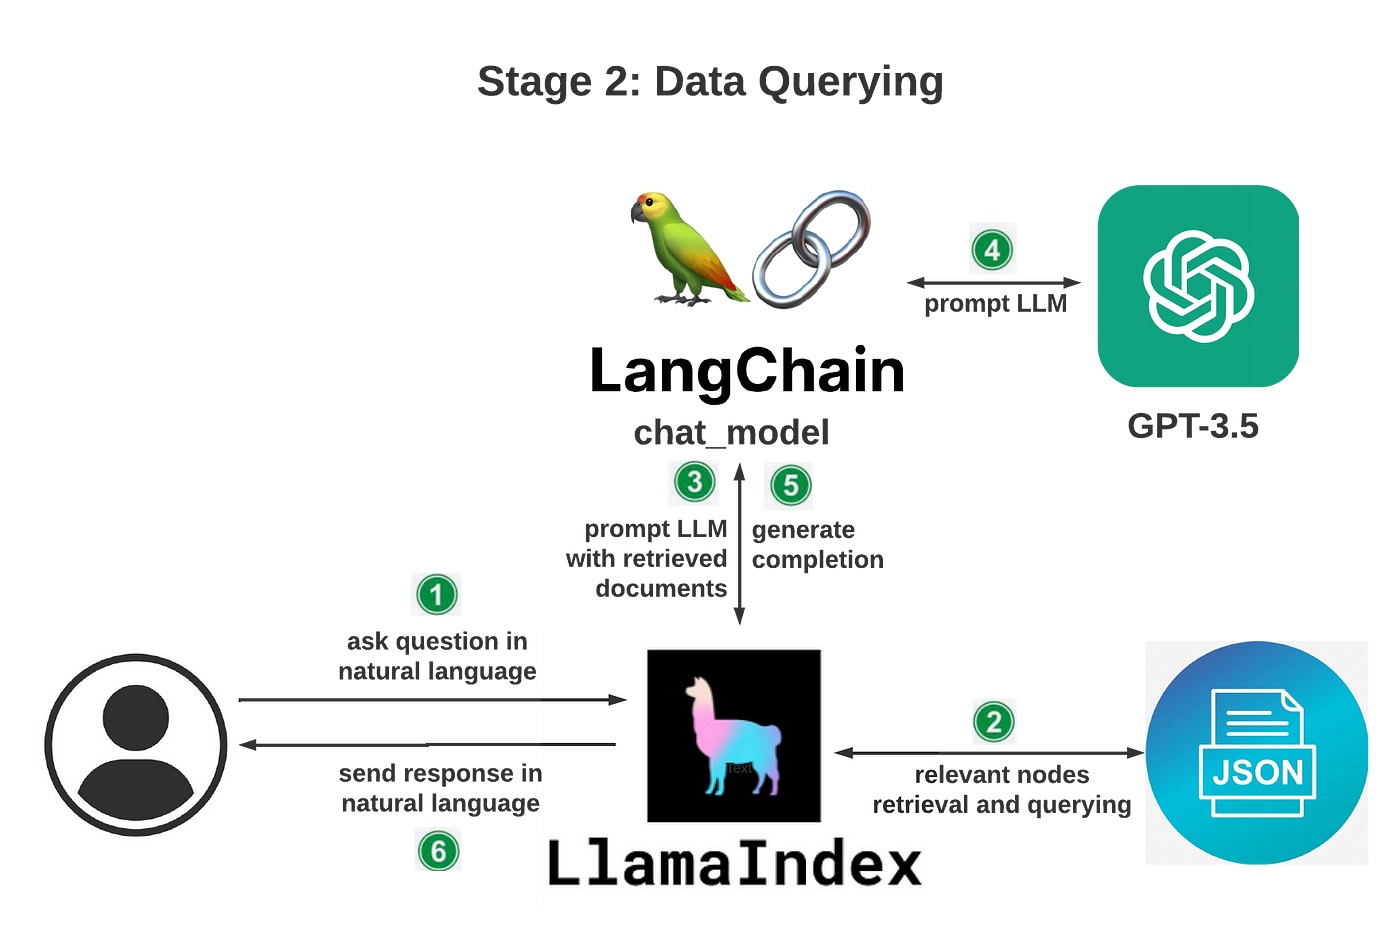 Stage 2: Data Querying
4
prompt LLM
LangChain
chat_model
GPT-3.5
3
prompt LLM
with retrieved
documents
5
generate
completion
1
ask question in
natural language
send response in
natural language
6
Text
LlamaIndex
2
relevant nodes
retrieval and querying
JSON